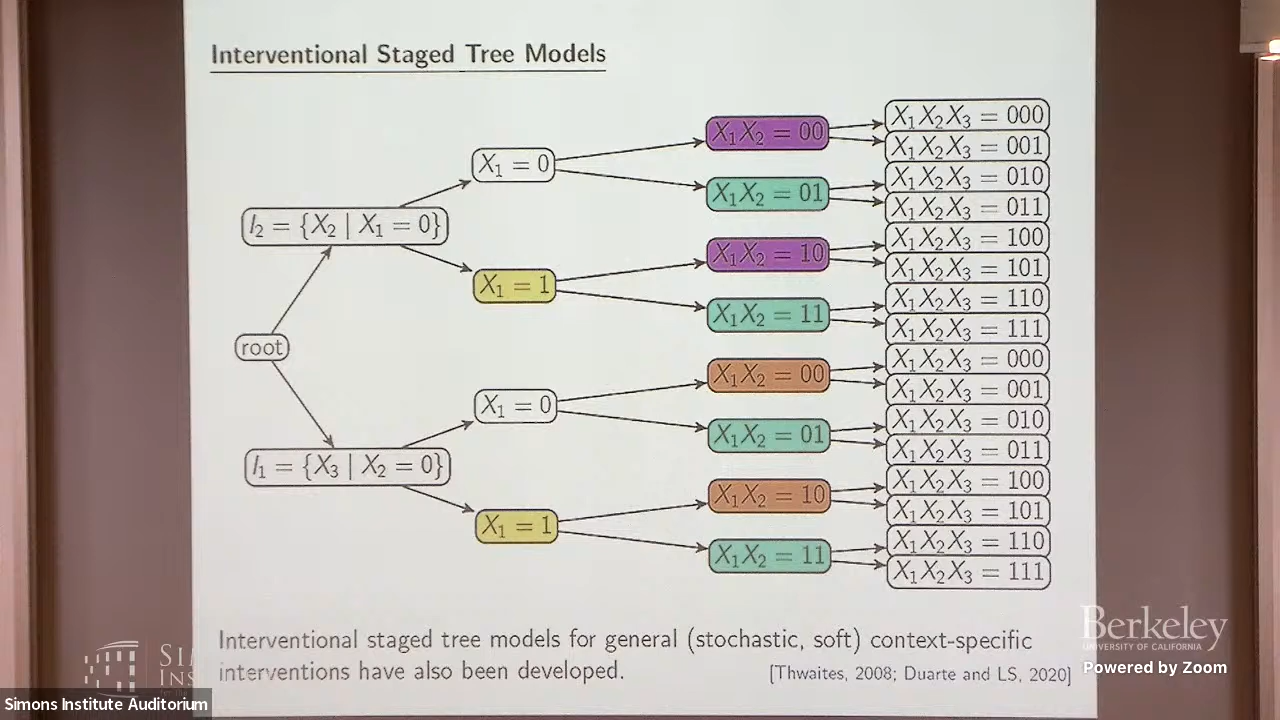 Interventional Staged Tree Models
X₁X₂X₃ = 000
X₁X₂ = 00
X₁X₂X₃ = 001
X₁ = 0
X₁X₂X₃ = 010
X₁X₂ = 01
X₁X₂X₃ = 011
I₂ = {X₂ | X₁ = 0}
X₁X₂X₃ = 100
X₁X₂ = 10
X₁X₂X₃ = 101
X₁ = 1
X₁X₂X₃ = 110
X₁X₂ = 11
X₁X₂X₃ = 111
root
X₁X₂X₃ = 000
X₁X₂ = 00
X₁X₂X₃ = 001
X₁ = 0
X₁X₂X₃ = 010
X₁X₂ = 01
X₁X₂X₃ = 011
I₁ = {X₃ | X₂ = 0}
X₁X₂X₃ = 100
X₁X₂ = 10
X₁X₂X₃ = 101
X₁ = 1
X₁X₂X₃ = 110
X₁X₂ = 11
X₁X₂X₃ = 111
Interventional staged tree models for general (stochastic, soft) context-specific
interventions have also been developed.
[Thwaites, 2008; Duarte and LS, 2020]
Berkeley
UNIVERSITY OF CALIFORNIA
Powered by Zoom
Simons Institute Auditorium